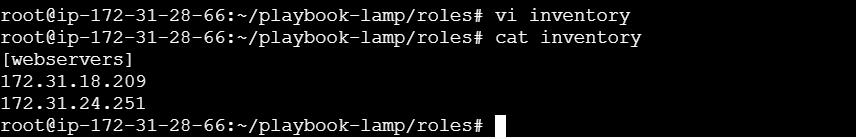 root@ip-172-31-28-66:~/playbook-lamp/roles# vi inventory
root@ip-172-31-28-66:~/playbook-lamp/roles# cat inventory
[webservers]
172.31.18.209
172.31.24.251
root@ip-172-31-28-66:~/playbook-lamp/roles#